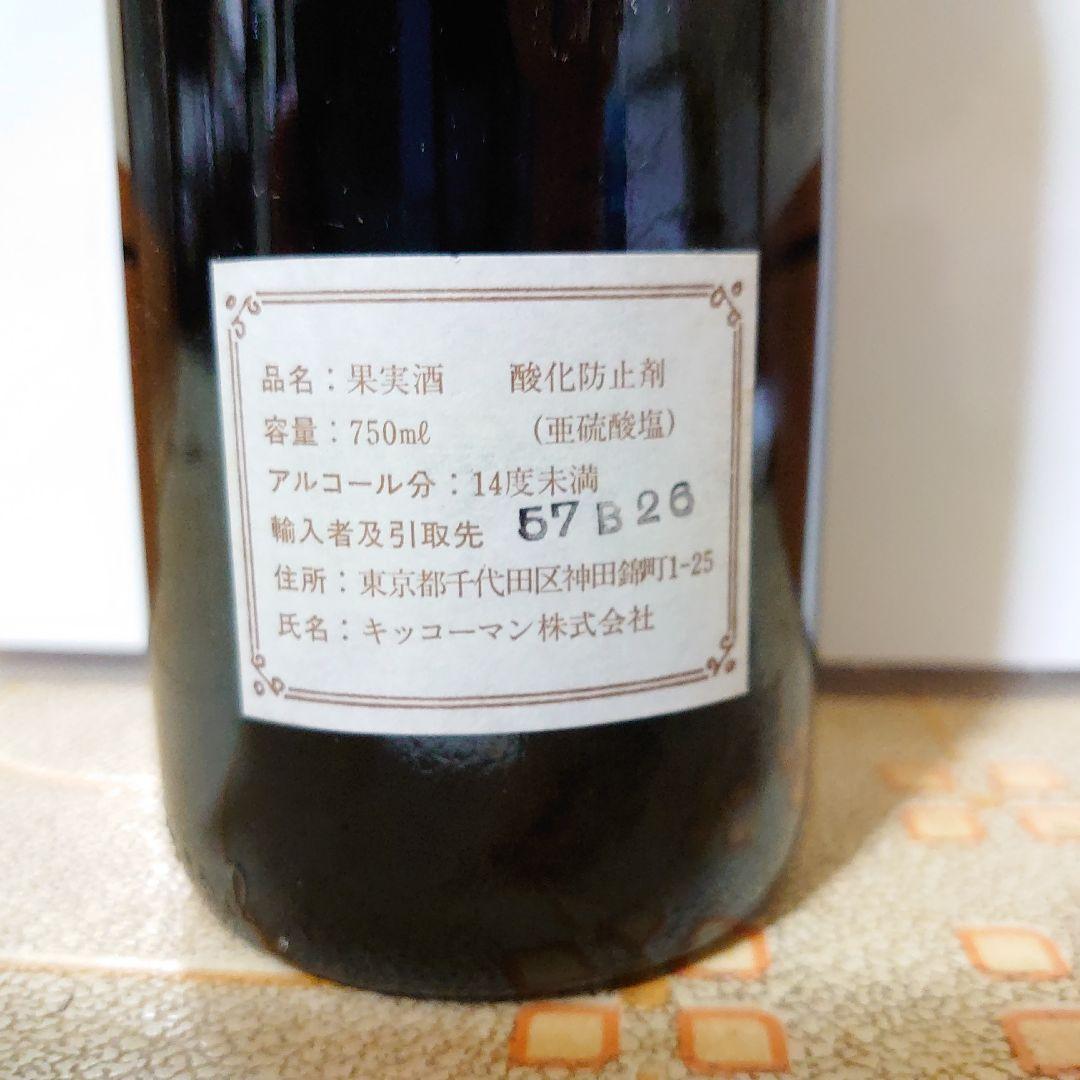 品名：果実酒　酸化防止剤
容量：750mℓ　（亜硫酸塩）
アルコール分：14度未満
輸入者及引取先 57 B 26
住所：東京都千代田区神田錦町1-25
氏名：キッコーマン株式会社